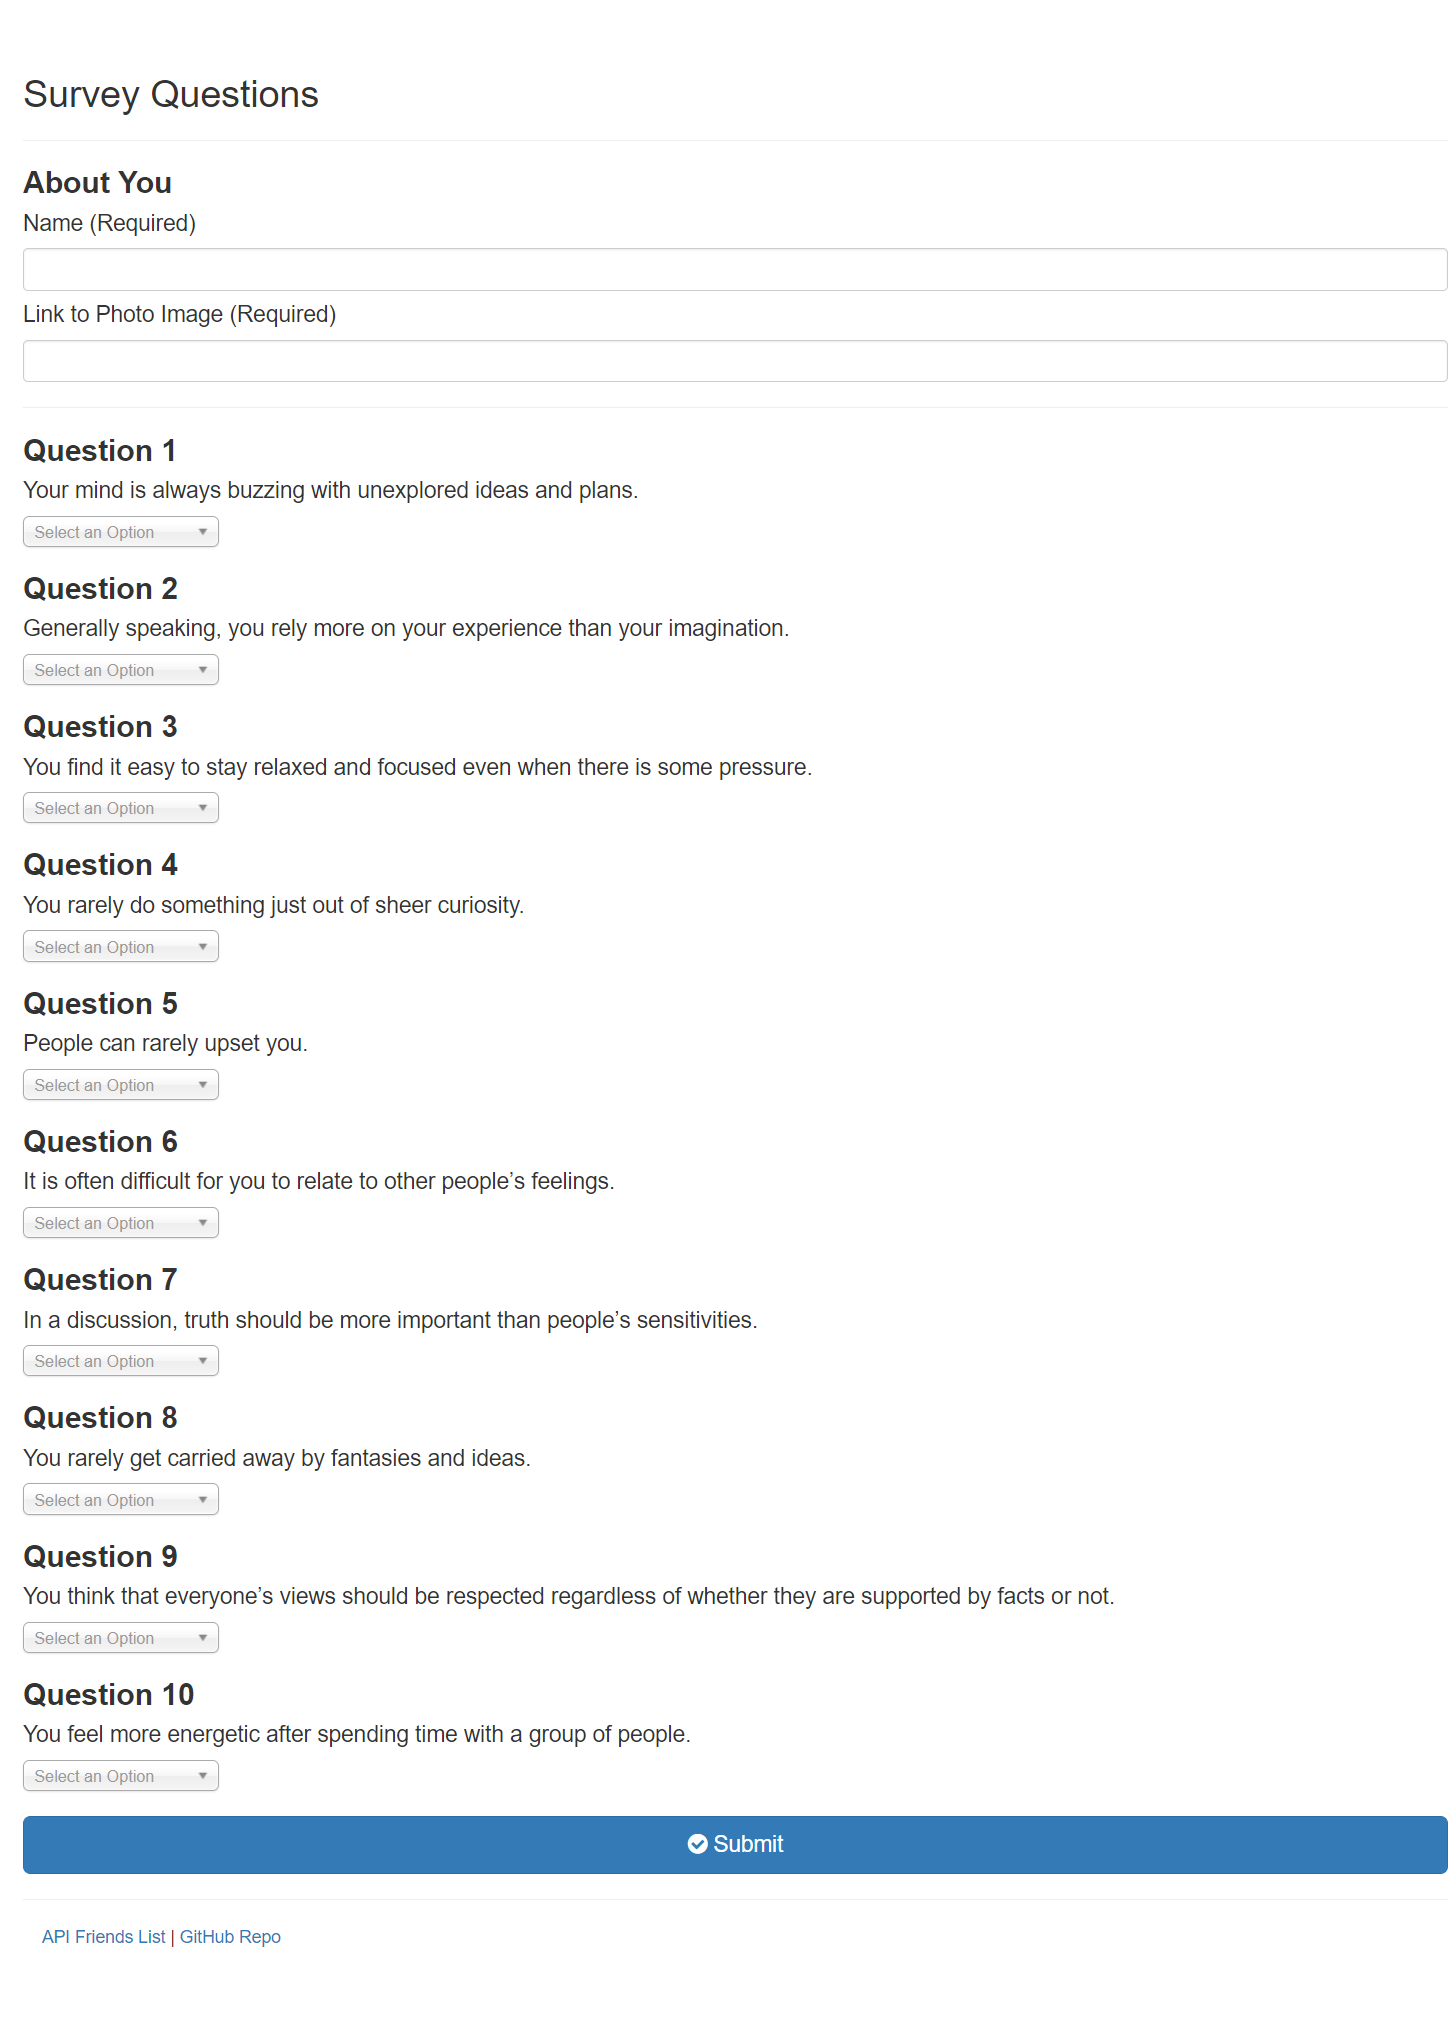 Survey Questions
About You
Name (Required)
Link to Photo Image (Required)
Question 1
Your mind is always buzzing with unexplored ideas and plans.
Select an Option
Question 2
Generally speaking, you rely more on your experience than your imagination.
Select an Option
Question 3
You find it easy to stay relaxed and focused even when there is some pressure.
Select an Option
Question 4
You rarely do something just out of sheer curiosity.
Select an Option
Question 5
People can rarely upset you.
Select an Option
Question 6
It is often difficult for you to relate to other people’s feelings.
Select an Option
Question 7
In a discussion, truth should be more important than people’s sensitivities.
Select an Option
Question 8
You rarely get carried away by fantasies and ideas.
Select an Option
Question 9
You think that everyone’s views should be respected regardless of whether they are supported by facts or not.
Select an Option
Question 10
You feel more energetic after spending time with a group of people.
Select an Option
Submit
API Friends List | GitHub Repo